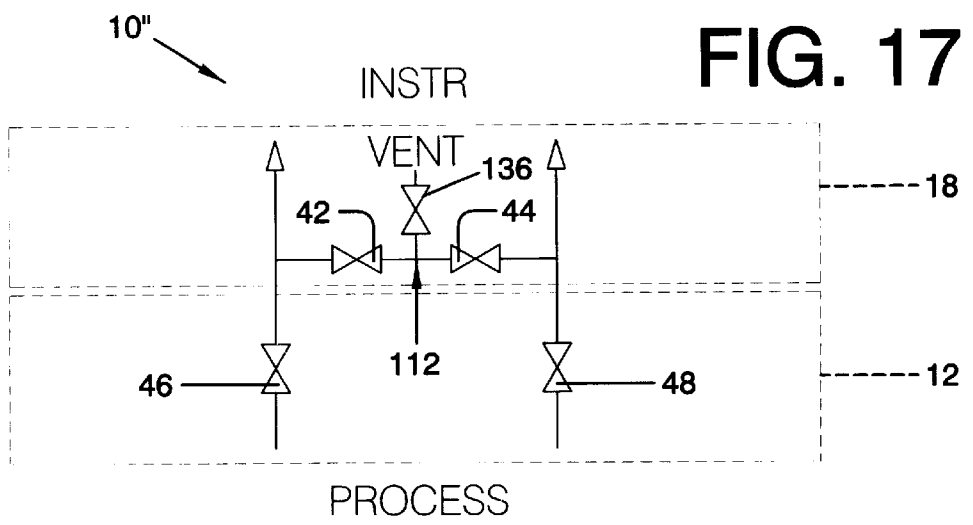 10"
FIG. 17
INSTR
VENT
136
42
44
18
112
46
48
12
PROCESS